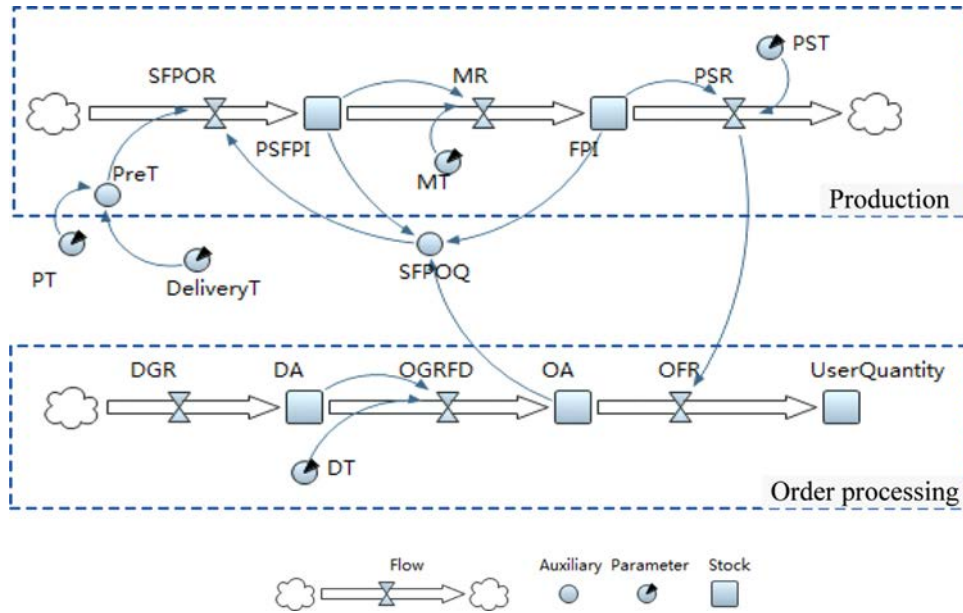 SFPOR
MR
PSR
PST
PSFPI
FPI
MT
PreT
Production
PT
DeliveryT
SFPOQ
DGR
DA
OGRFD
OA
OFR
UserQuantity
DT
Order processing
Flow
Auxiliary
Parameter
Stock